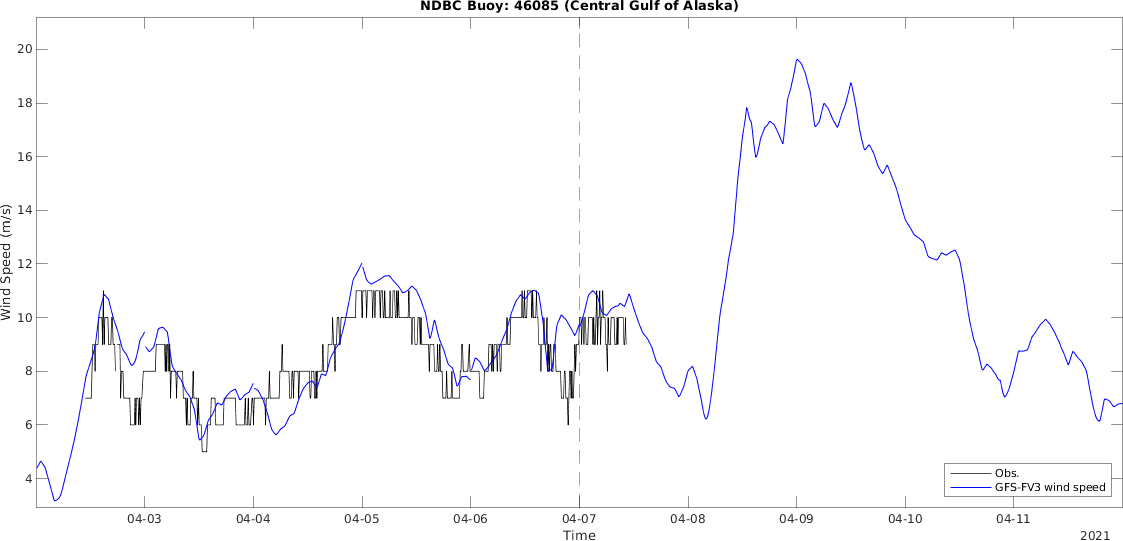 NDBC Buoy: 46085 (Central Gulf of Alaska)
Wind Speed (m/s)
20
18
16
14
12
10
8
6
4
04-03 04-04 04-05 04-06 04-07 04-08 04-09 04-10 04-11
Time
2021
Obs.
GFS-FV3 wind speed